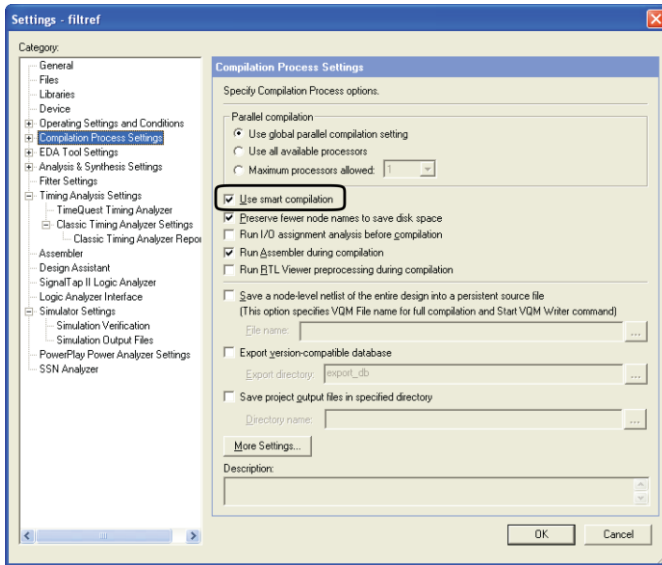 Settings - filtref
Category:
General
Files
Libraries
Device
Operating Settings and Conditions
Compilation Process Settings
EDA Tool Settings
Analysis & Synthesis Settings
Fitter Settings
Timing Analysis Settings
TimeQuest Timing Analyzer
Classic Timing Analyzer Settings
Classic Timing Analyzer Repor
Assembler
Design Assistant
SignalTap II Logic Analyzer
Logic Analyzer Interface
Simulator Settings
Simulation Verification
Simulation Output Files
PowerPlay Power Analyzer Settings
SSN Analyzer
Compilation Process Settings
Specify Compilation Process options.
Parallel compilation
Use global parallel compilation setting
Use all available processors
Maximum processors allowed: 1
Use smart compilation
Preserve fewer node names to save disk space
Run I/O assignment analysis before compilation
Run Assembler during compilation
Run RTL Viewer preprocessing during compilation
Save a node-level netlist of the entire design into a persistent source file
(This option specifies VQM File name for full compilation and Start VQM Writer command)
File name: ...
Export version-compatible database
Export directory: export_db ...
Save project output files in specified directory
Directory name: ...
More Settings...
Description:
OK Cancel